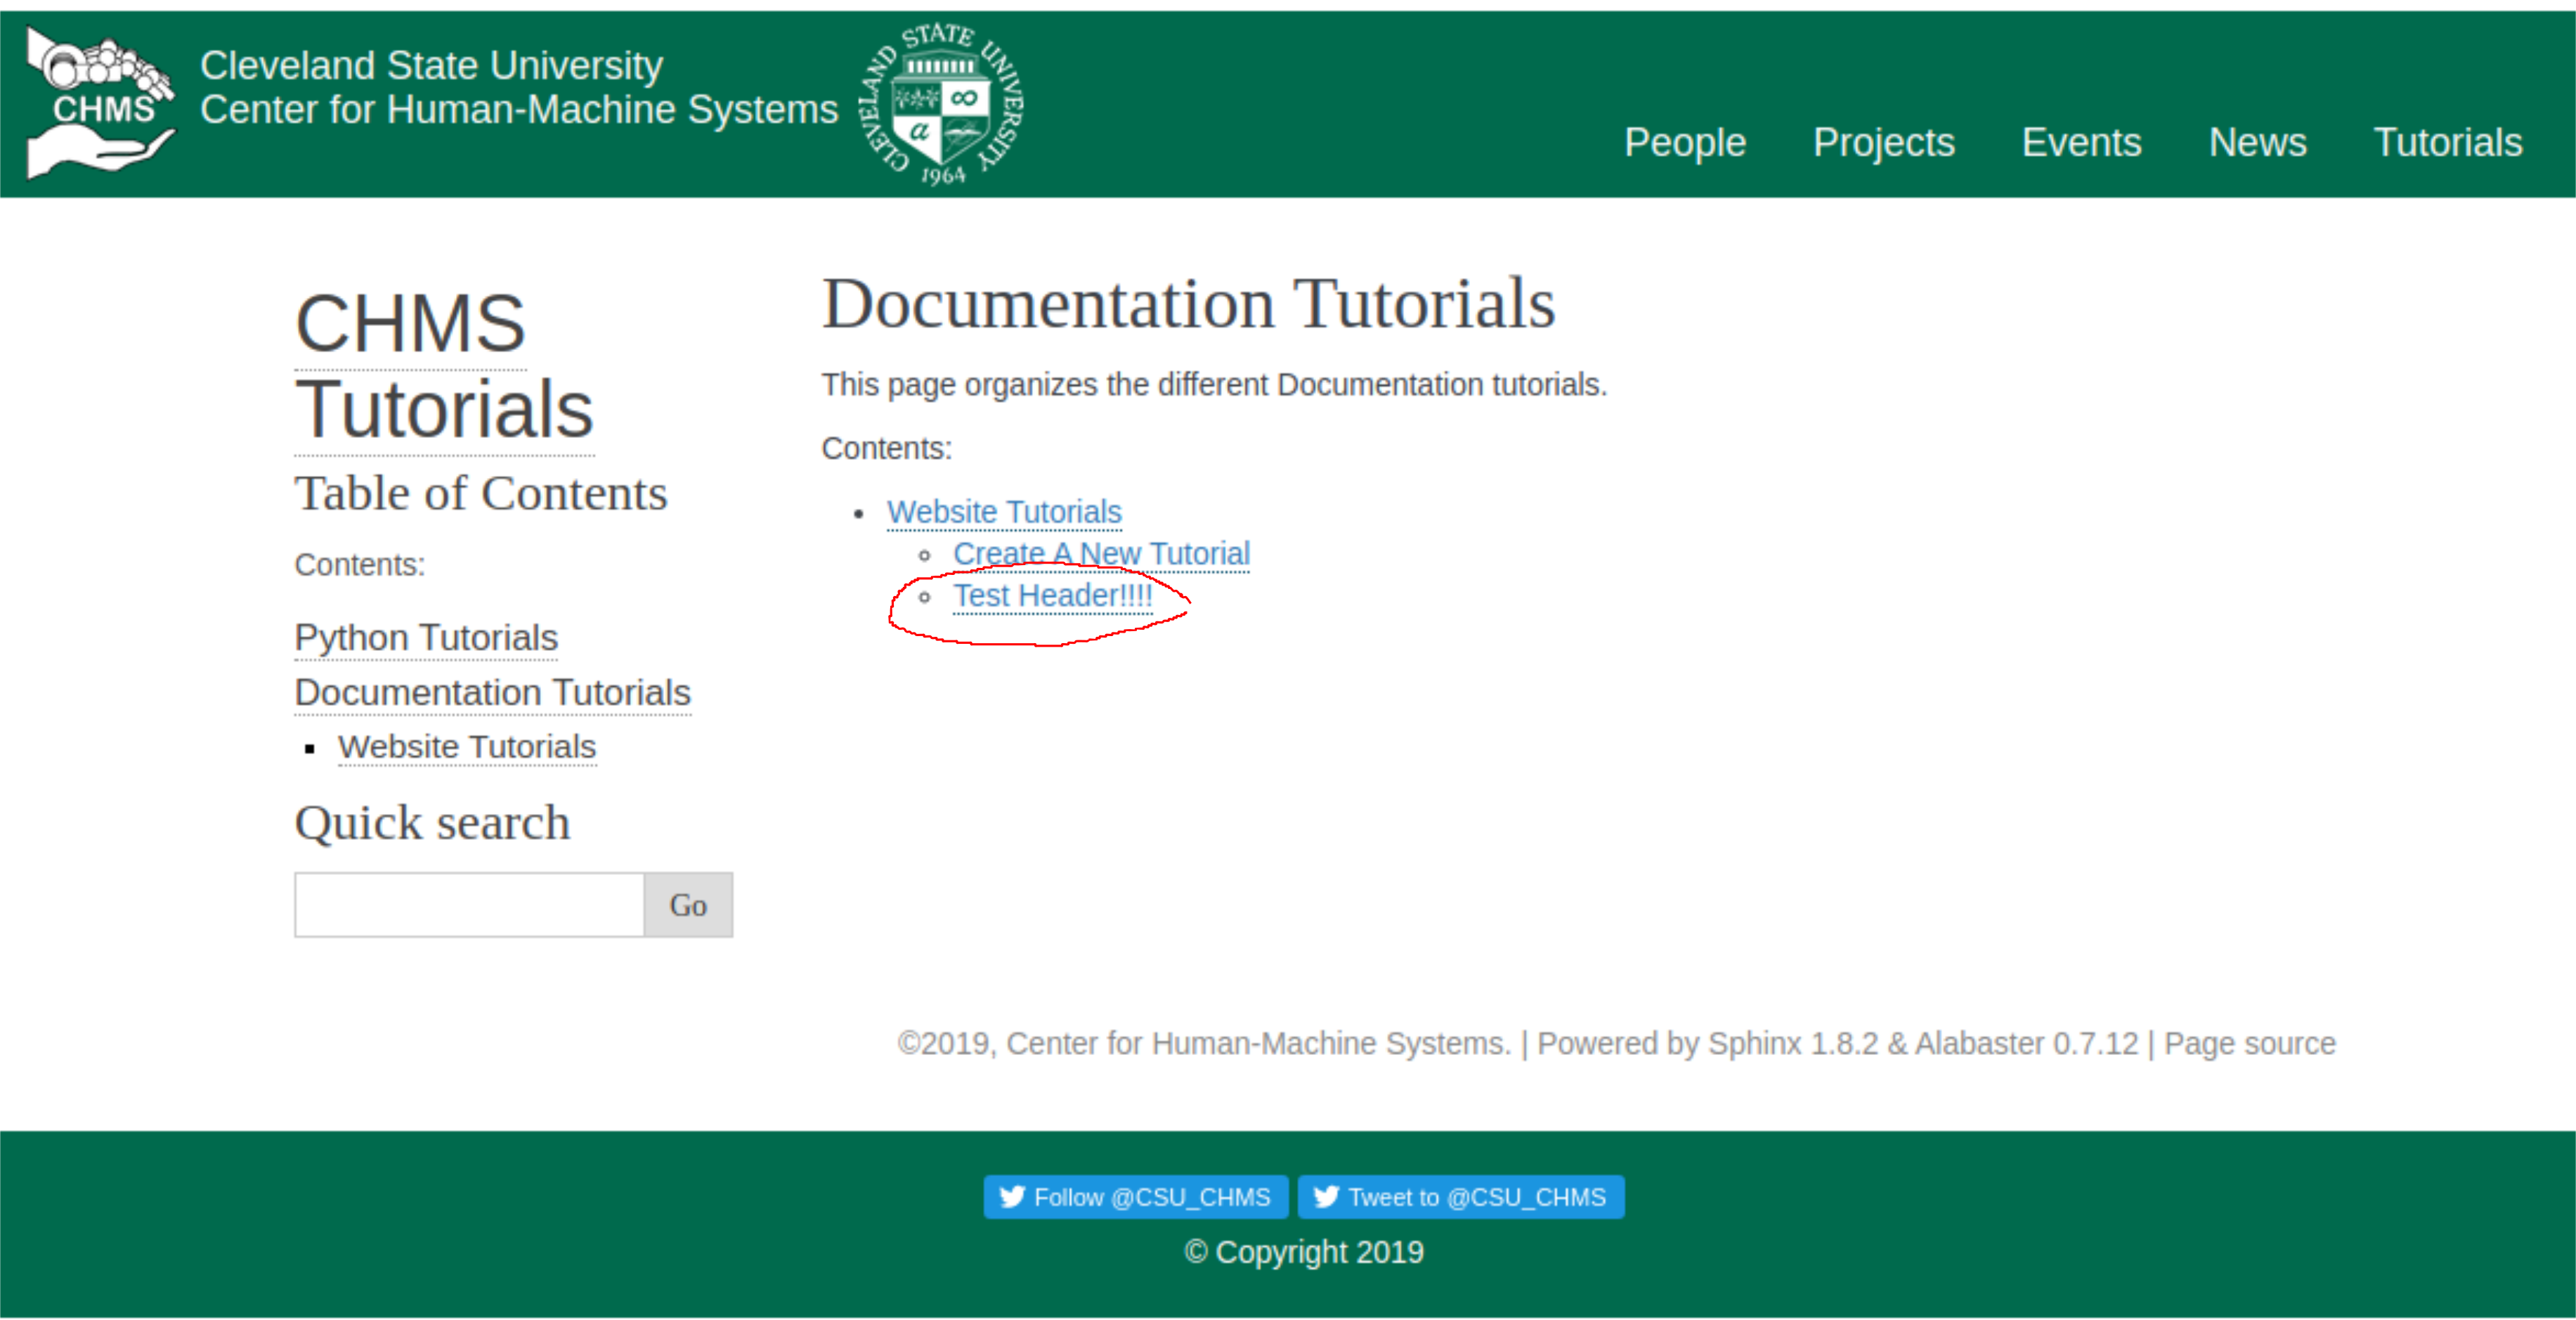 CHMS
Cleveland State University
Center for Human-Machine Systems
CLEVELAND STATE UNIVERSITY
a
1964
People
Projects
Events
News
Tutorials
CHMS
Tutorials
Table of Contents
Contents:
Python Tutorials
Documentation Tutorials
Website Tutorials
Quick search
Go
Documentation Tutorials
This page organizes the different Documentation tutorials.
Contents:
Website Tutorials
Create A New Tutorial
Test Header!!!!
©2019, Center for Human-Machine Systems. | Powered by Sphinx 1.8.2 & Alabaster 0.7.12 | Page source
Follow @CSU_CHMS
Tweet to @CSU_CHMS
© Copyright 2019